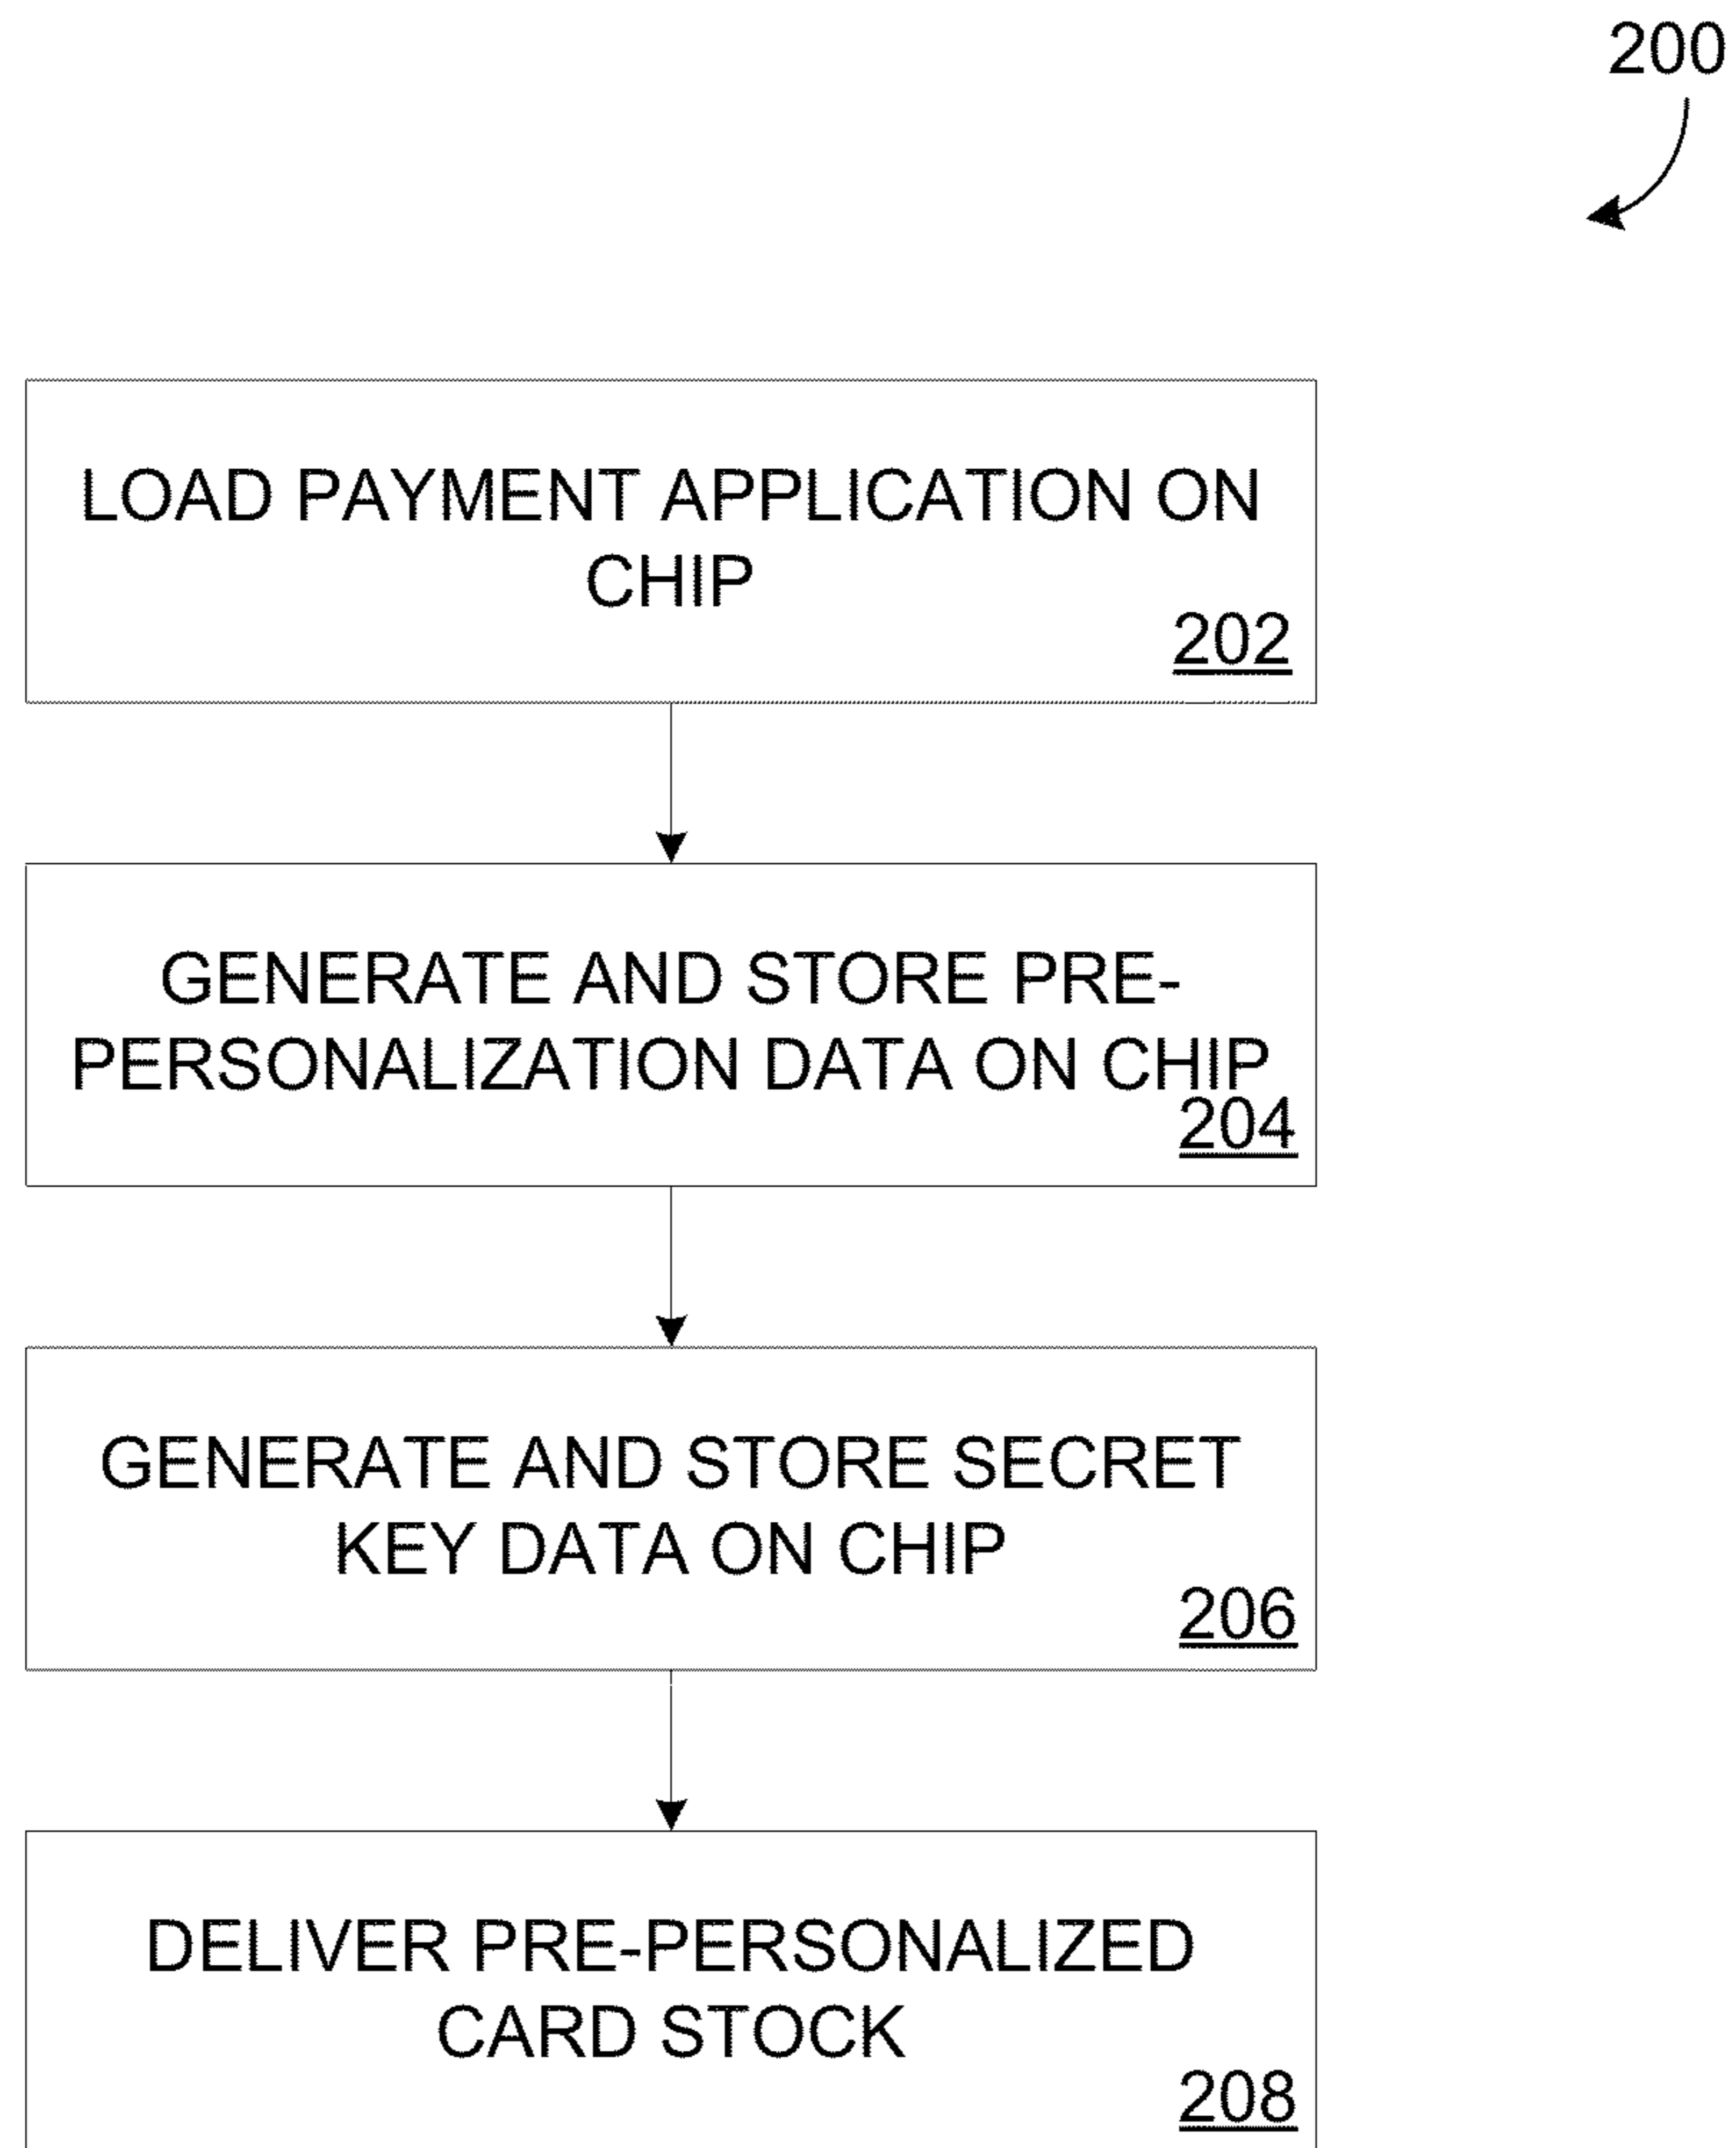 200
LOAD PAYMENT APPLICATION ON
CHIP
202
GENERATE AND STORE PRE-
PERSONALIZATION DATA ON CHIP
204
GENERATE AND STORE SECRET
KEY DATA ON CHIP
206
DELIVER PRE-PERSONALIZED
CARD STOCK
208